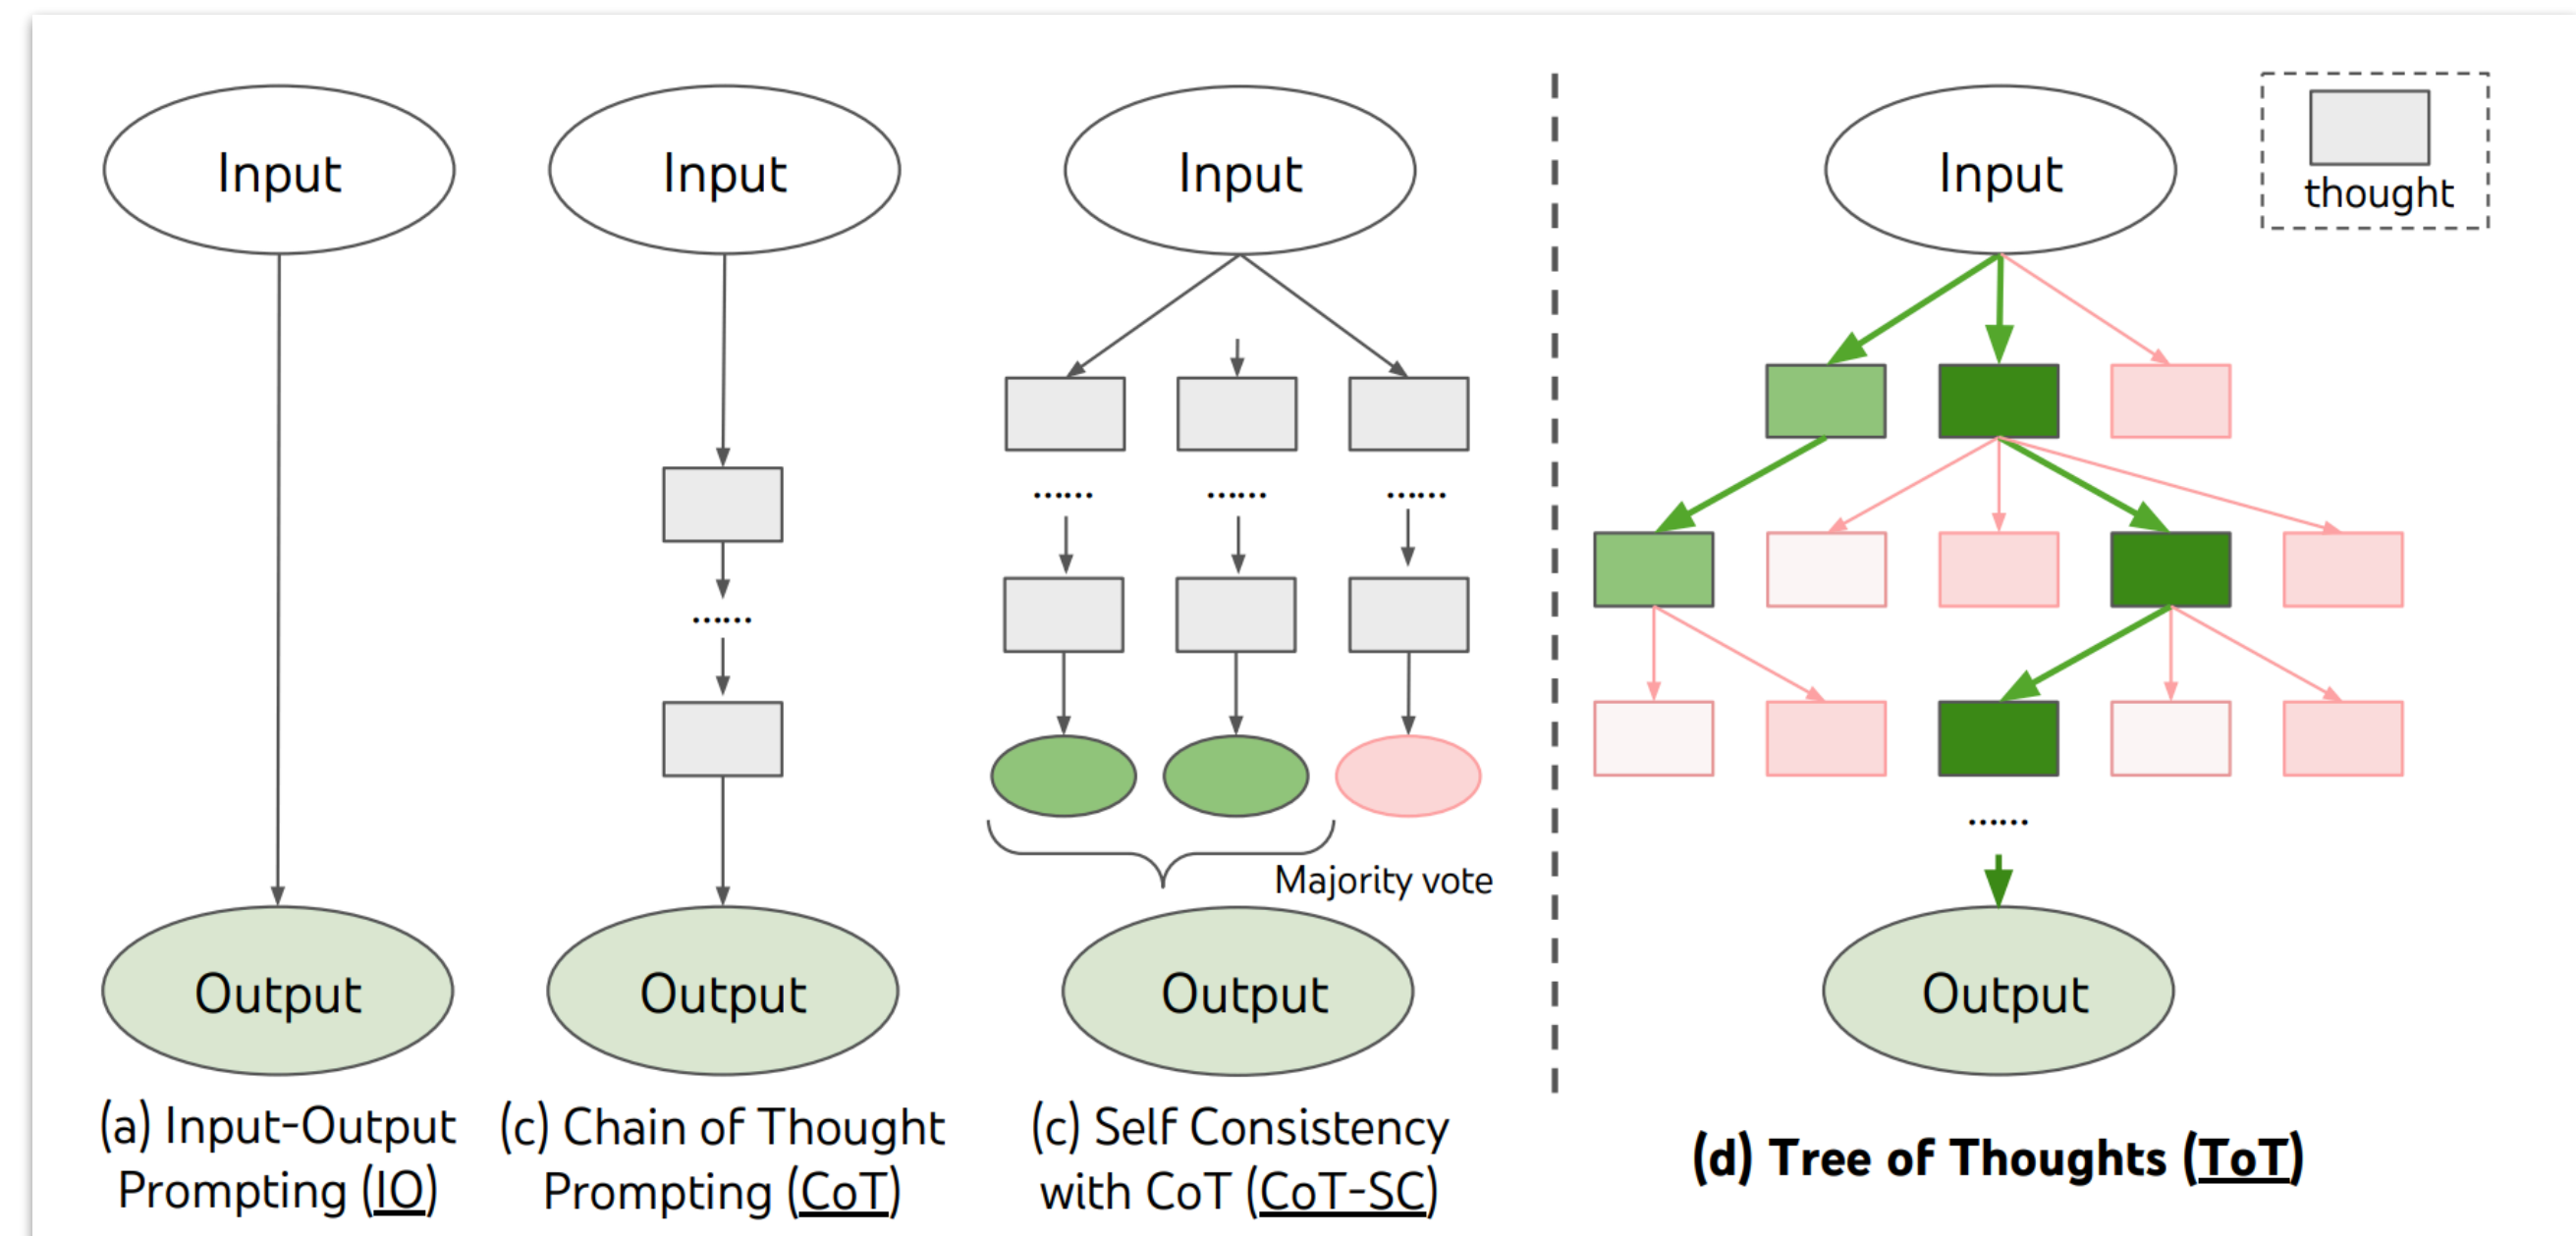 Input
Input
Input
Input
thought
......
......
......
......
......
Majority vote
Output
Output
Output
Output
(a) Input-Output
Prompting (IO)
(c) Chain of Thought
Prompting (CoT)
(c) Self Consistency
with CoT (CoT-SC)
(d) Tree of Thoughts (ToT)